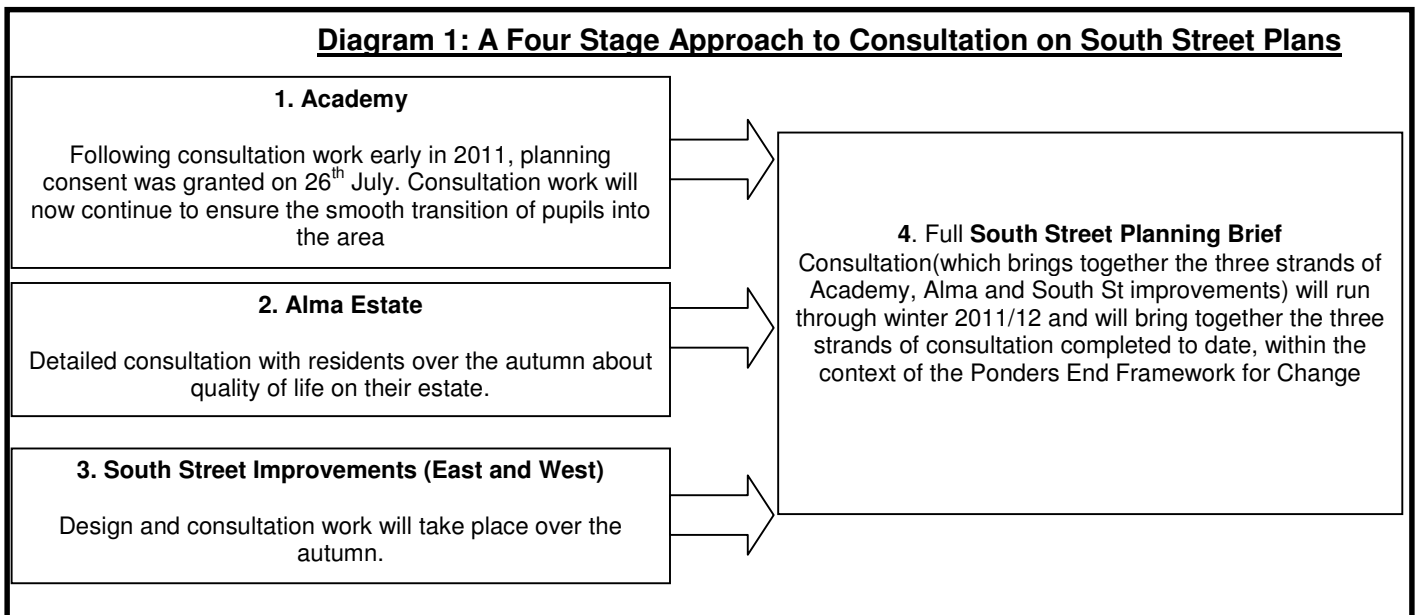 Diagram 1: A Four Stage Approach to Consultation on South Street Plans
1. Academy
Following consultation work early in 2011, planning
consent was granted on 26th July. Consultation work will
now continue to ensure the smooth transition of pupils into
the area
2. Alma Estate
Detailed consultation with residents over the autumn about
quality of life on their estate.
3. South Street Improvements (East and West)
Design and consultation work will take place over the
autumn.
4. Full South Street Planning Brief
Consultation(which brings together the three strands of
Academy, Alma and South St improvements) will run
through winter 2011/12 and will bring together the three
strands of consultation completed to date, within the
context of the Ponders End Framework for Change